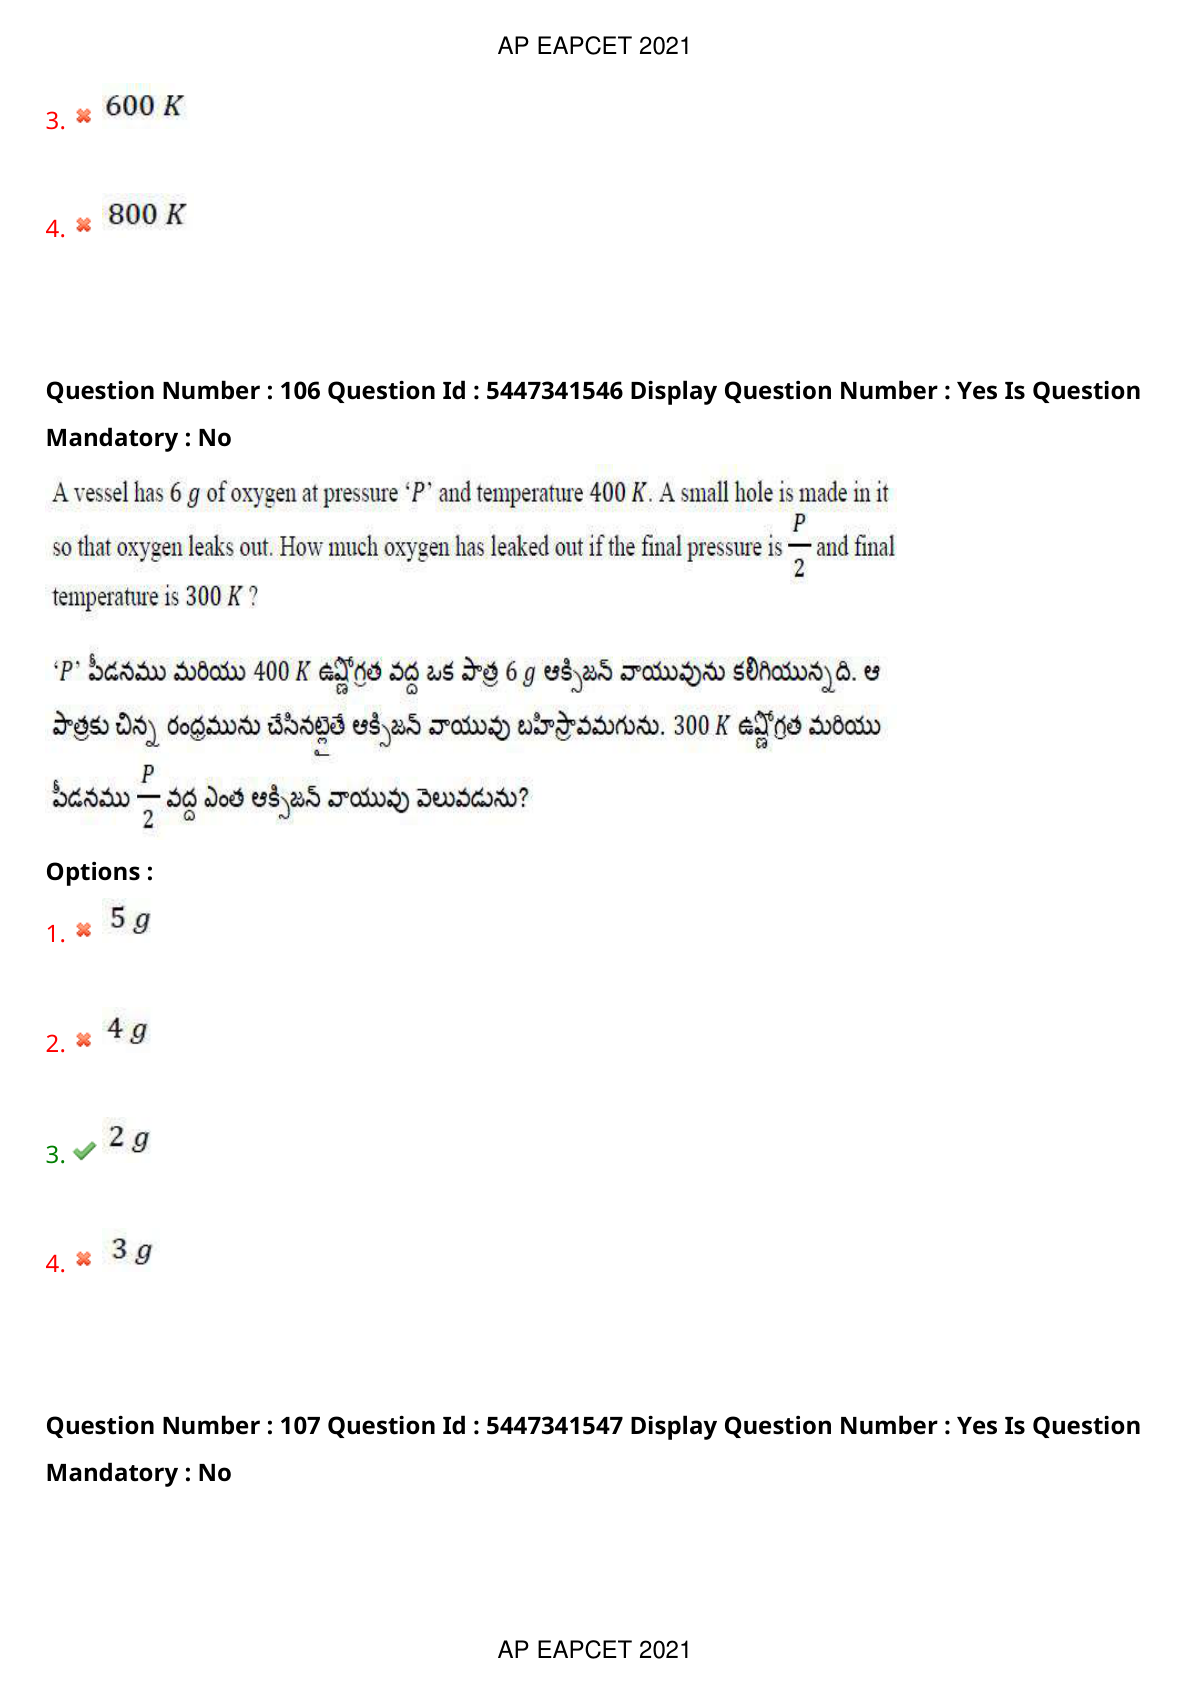 AP EAPCET 2021
3. 600 K
4. 800 K
Question Number : 106 Question Id : 5447341546 Display Question Number : Yes Is Question
Mandatory : No
A vessel has 6 g of oxygen at pressure ‘P’ and temperature 400 K. A small hole is made in it
so that oxygen leaks out. How much oxygen has leaked out if the final pressure is P/2 and final
temperature is 300 K ?
‘P’ పీడనము మరియు 400 K ఉష్ణోగ్రత వద్ద ఒక పాత్ర 6 g ఆక్సిజన్ వాయువును కలిగియున్నది. ఆ
పాత్రకు చిన్న రంధ్రమును చేసినట్లైతే ఆక్సిజన్ వాయువు బహిస్రావమగును. 300 K ఉష్ణోగ్రత మరియు
పీడనము P/2 వద్ద ఎంత ఆక్సిజన్ వాయువు వెలువడును?
Options :
1. 5 g
2. 4 g
3. 2 g
4. 3 g
Question Number : 107 Question Id : 5447341547 Display Question Number : Yes Is Question
Mandatory : No
AP EAPCET 2021